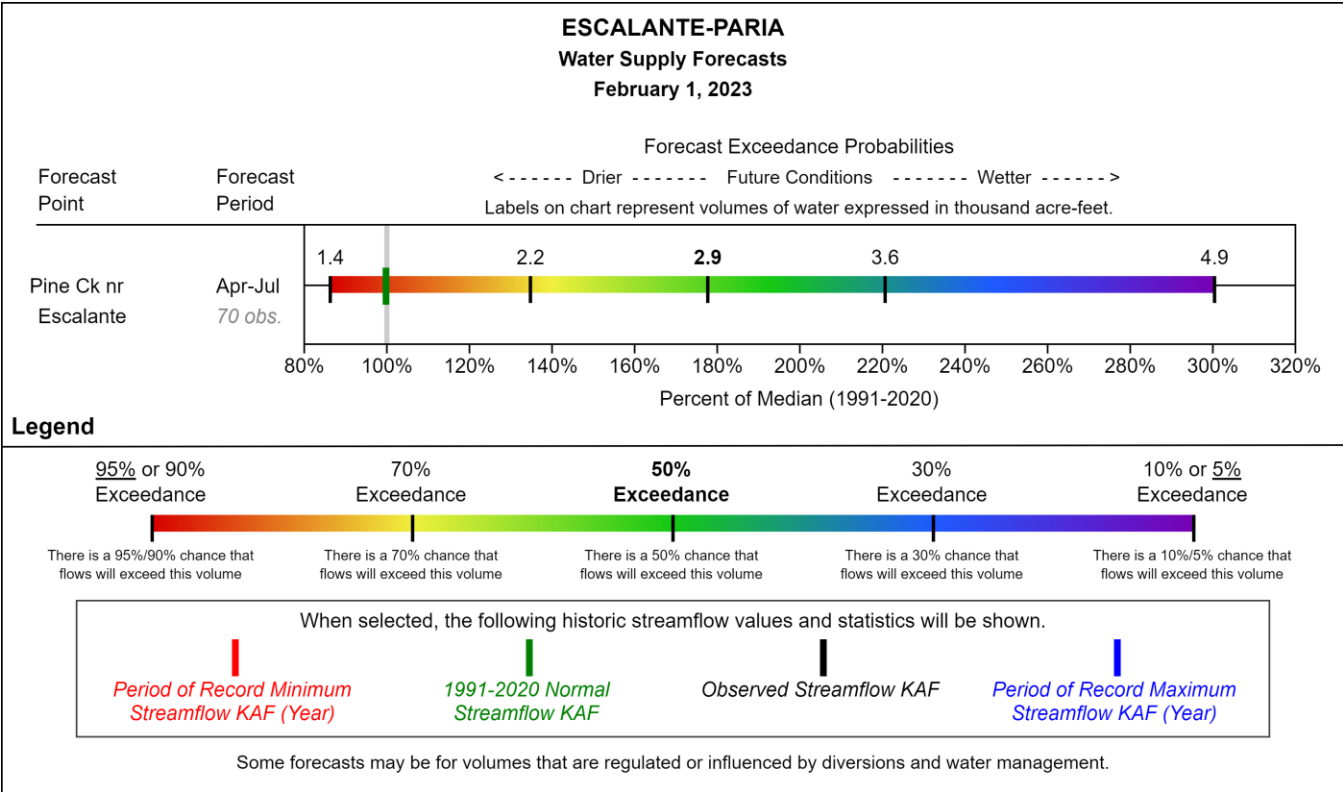 ESCALANTE-PARIA
Water Supply Forecasts
February 1, 2023
Forecast Exceedance Probabilities
Forecast Point
Forecast Period
<------ Drier ------- Future Conditions ------- Wetter ------>
Labels on chart represent volumes of water expressed in thousand acre-feet.
1.4 2.2 2.9 3.6 4.9
Pine Ck nr Escalante
Apr-Jul
70 obs.
80% 100% 120% 140% 160% 180% 200% 220% 240% 260% 280% 300% 320%
Percent of Median (1991-2020)
Legend
95% or 90% Exceedance
70% Exceedance
50% Exceedance
30% Exceedance
10% or 5% Exceedance
There is a 95%/90% chance that
flows will exceed this volume
There is a 70% chance that
flows will exceed this volume
There is a 50% chance that
flows will exceed this volume
There is a 30% chance that
flows will exceed this volume
There is a 10%/5% chance that
flows will exceed this volume
When selected, the following historic streamflow values and statistics will be shown.
Period of Record Minimum
Streamflow KAF (Year)
1991-2020 Normal
Streamflow KAF
Observed Streamflow KAF
Period of Record Maximum
Streamflow KAF (Year)
Some forecasts may be for volumes that are regulated or influenced by diversions and water management.